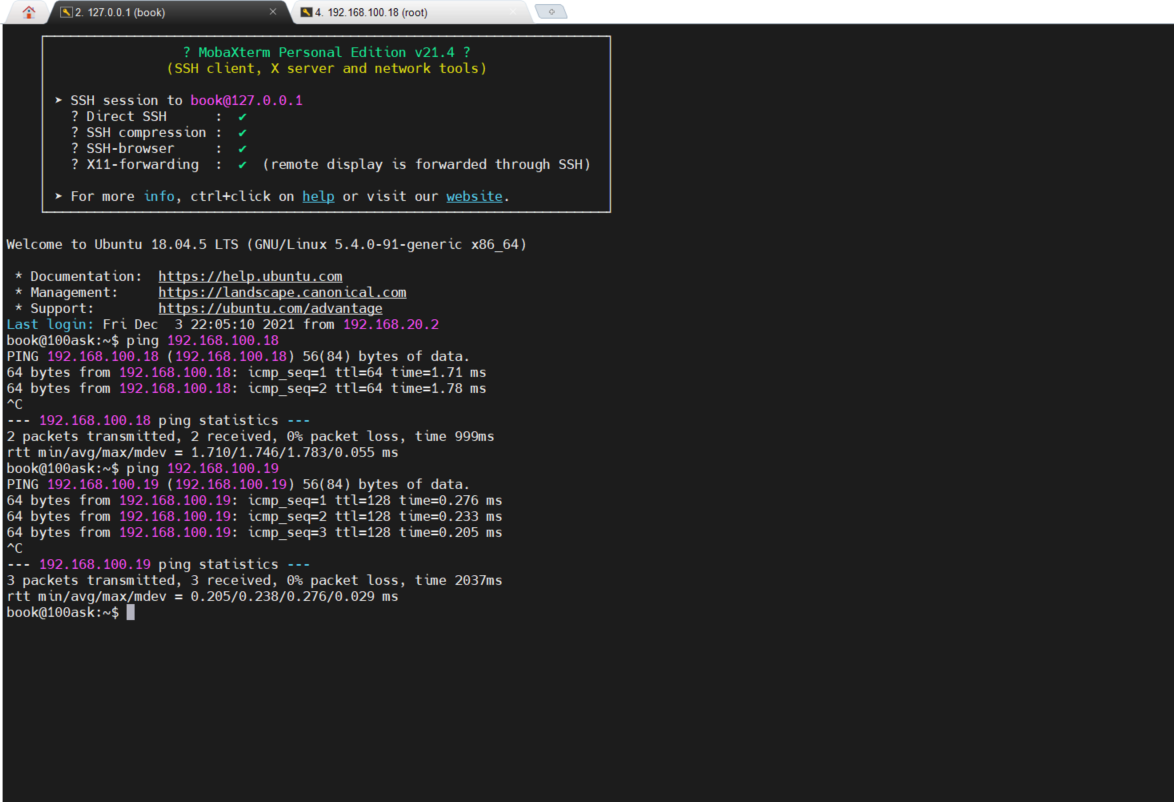 2. 127.0.0.1 (book)
4. 192.168.100.18 (root)
? MobaXterm Personal Edition v21.4 ?
(SSH client, X server and network tools)
➤ SSH session to book@127.0.0.1
? Direct SSH      :  ✔
? SSH compression :  ✔
? SSH-browser     :  ✔
? X11-forwarding  :  ✔  (remote display is forwarded through SSH)
➤ For more info, ctrl+click on help or visit our website.
Welcome to Ubuntu 18.04.5 LTS (GNU/Linux 5.4.0-91-generic x86_64)
* Documentation:  https://help.ubuntu.com
* Management:     https://landscape.canonical.com
* Support:        https://ubuntu.com/advantage
Last login: Fri Dec  3 22:05:10 2021 from 192.168.20.2
book@100ask:~$ ping 192.168.100.18
PING 192.168.100.18 (192.168.100.18) 56(84) bytes of data.
64 bytes from 192.168.100.18: icmp_seq=1 ttl=64 time=1.71 ms
64 bytes from 192.168.100.18: icmp_seq=2 ttl=64 time=1.78 ms
^C
--- 192.168.100.18 ping statistics ---
2 packets transmitted, 2 received, 0% packet loss, time 999ms
rtt min/avg/max/mdev = 1.710/1.746/1.783/0.055 ms
book@100ask:~$ ping 192.168.100.19
PING 192.168.100.19 (192.168.100.19) 56(84) bytes of data.
64 bytes from 192.168.100.19: icmp_seq=1 ttl=128 time=0.276 ms
64 bytes from 192.168.100.19: icmp_seq=2 ttl=128 time=0.233 ms
64 bytes from 192.168.100.19: icmp_seq=3 ttl=128 time=0.205 ms
^C
--- 192.168.100.19 ping statistics ---
3 packets transmitted, 3 received, 0% packet loss, time 2037ms
rtt min/avg/max/mdev = 0.205/0.238/0.276/0.029 ms
book@100ask:~$